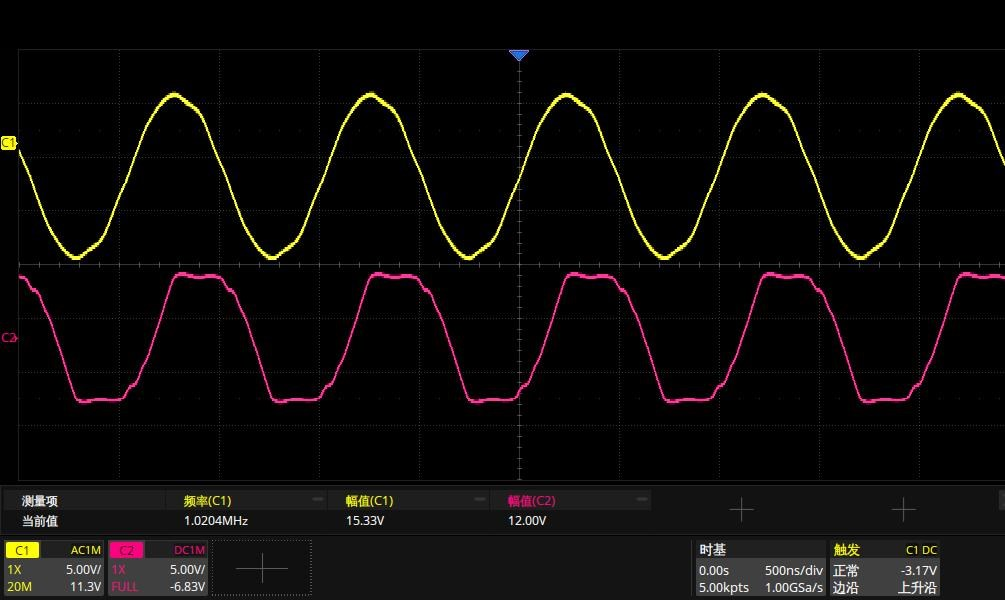 C1
C2
测量项 频率(C1) 幅值(C1) 幅值(C2)
当前值 1.0204MHz 15.33V 12.00V
C1 AC1M C2 DC1M 时基 触发 C1 DC
1X 5.00V/ 1X 5.00V/ 0.00s 500ns/div 正常 -3.17V
20M 11.3V FULL -6.83V 5.00kpts 1.00GSa/s 边沿 上升沿